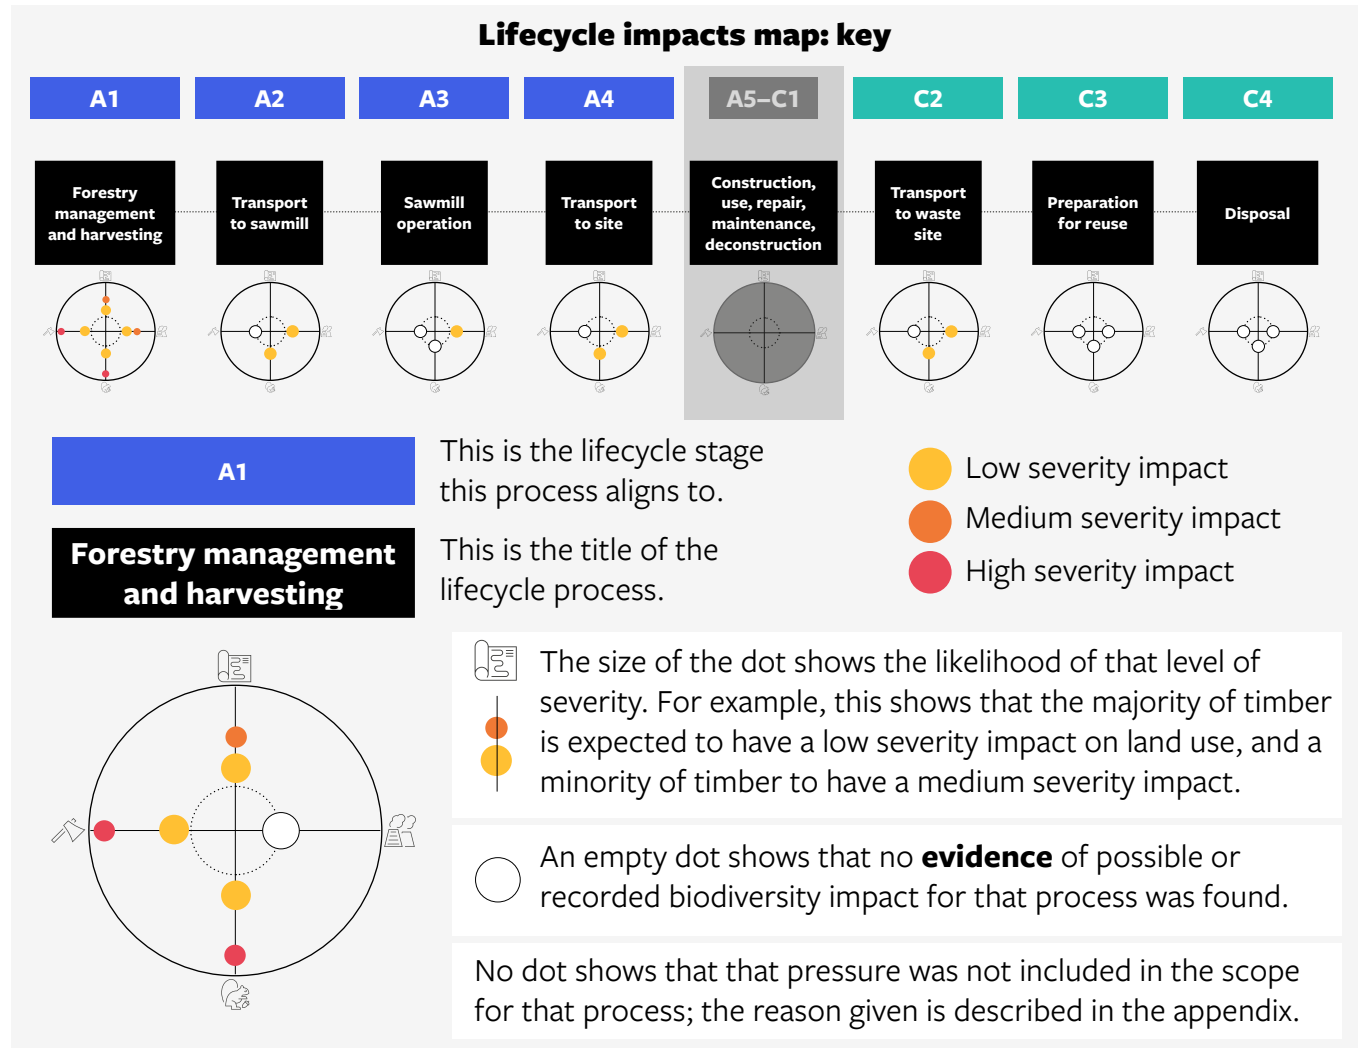 Lifecycle impacts map: key
A1
A2
A3
A4
A5–C1
C2
C3
C4
Forestry
management
and harvesting
Transport
to sawmill
Sawmill
operation
Transport
to site
Construction,
use, repair,
maintenance,
deconstruction
Transport
to waste
site
Preparation
for reuse
Disposal
A1
This is the lifecycle stage
this process aligns to.
Forestry management
and harvesting
This is the title of the
lifecycle process.
Low severity impact
Medium severity impact
High severity impact
The size of the dot shows the likelihood of that level of
severity. For example, this shows that the majority of timber
is expected to have a low severity impact on land use, and a
minority of timber to have a medium severity impact.
An empty dot shows that no evidence of possible or
recorded biodiversity impact for that process was found.
No dot shows that that pressure was not included in the scope
for that process; the reason given is described in the appendix.